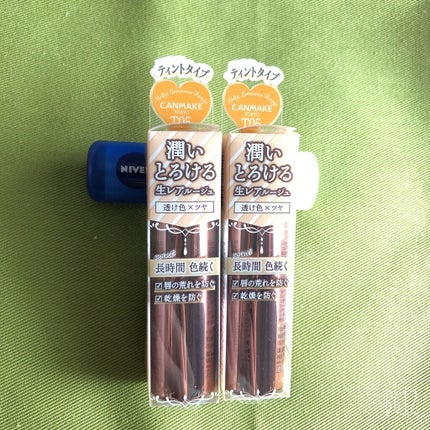 ティントタイプ
CANMAKE
TOKYO
T05
潤い
とろける
生レアルージュ
透け色×ツヤ
長時間 色続く
唇の荒れを防ぐ
乾燥を防ぐ
ティントタイプ
CANMAKE
TOKYO
T05
潤い
とろける
生レアルージュ
透け色×ツヤ
長時間 色続く
唇の荒れを防ぐ
乾燥を防ぐ
NIVE